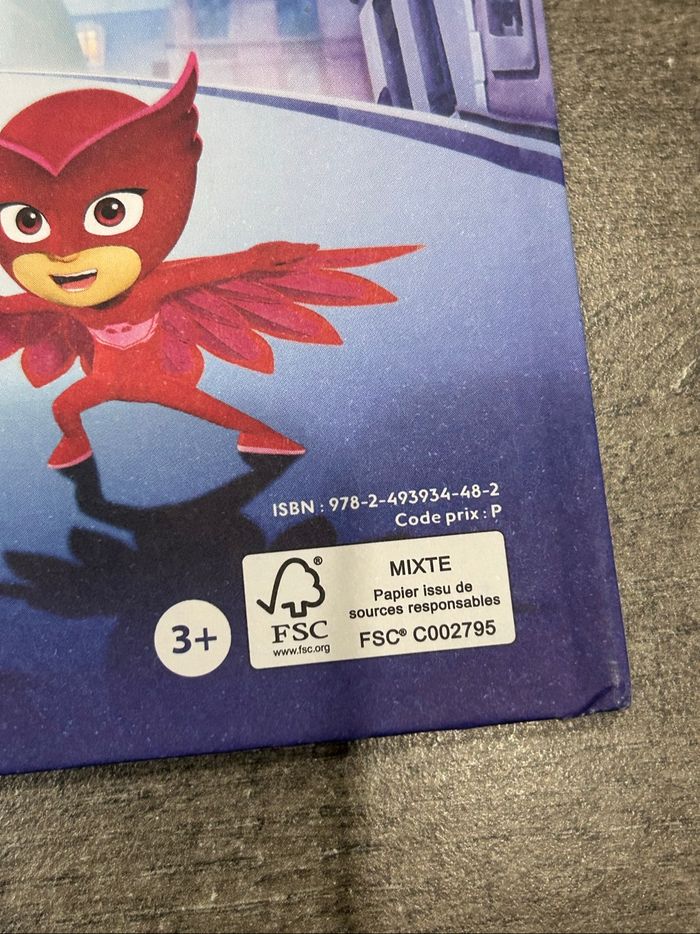 ISBN : 978-2-493934-48-2
Code prix : P
3+
®
FSC
www.fsc.org
MIXTE
Papier issu de
sources responsables
FSC® C002795